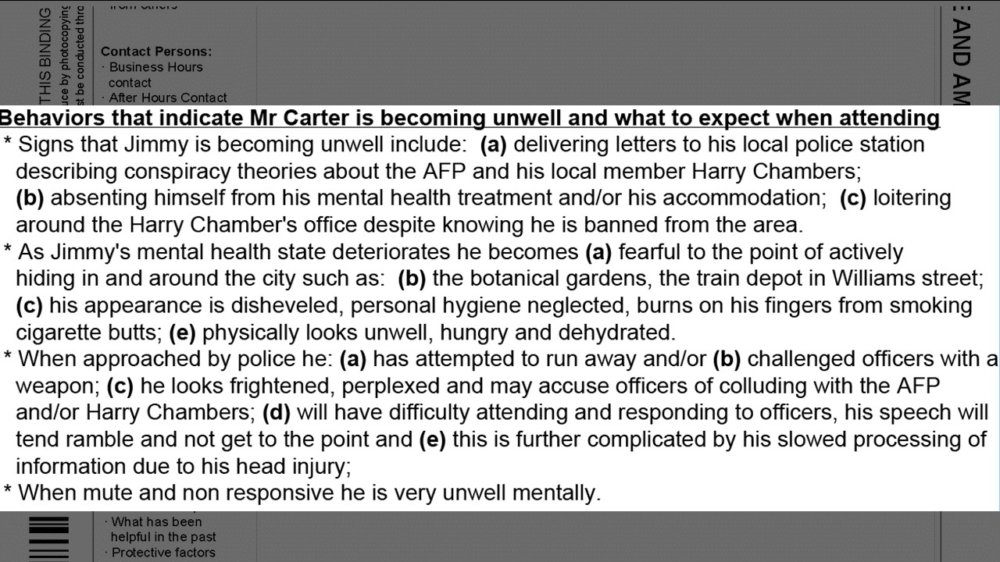 from others
THIS BINDING
uce by photocopying
st be conducted thro
Contact Persons:
· Business Hours
contact
· After Hours Contact
E AND AM
Behaviors that indicate Mr Carter is becoming unwell and what to expect when attending
* Signs that Jimmy is becoming unwell include: (a) delivering letters to his local police station
describing conspiracy theories about the AFP and his local member Harry Chambers;
(b) absenting himself from his mental health treatment and/or his accommodation; (c) loitering
around the Harry Chamber's office despite knowing he is banned from the area.
* As Jimmy's mental health state deteriorates he becomes (a) fearful to the point of actively
hiding in and around the city such as: (b) the botanical gardens, the train depot in Williams street;
(c) his appearance is disheveled, personal hygiene neglected, burns on his fingers from smoking
cigarette butts; (e) physically looks unwell, hungry and dehydrated.
* When approached by police he: (a) has attempted to run away and/or (b) challenged officers with a
weapon; (c) he looks frightened, perplexed and may accuse officers of colluding with the AFP
and/or Harry Chambers; (d) will have difficulty attending and responding to officers, his speech will
tend ramble and not get to the point and (e) this is further complicated by his slowed processing of
information due to his head injury;
* When mute and non responsive he is very unwell mentally.
· What has been
helpful in the past
· Protective factors